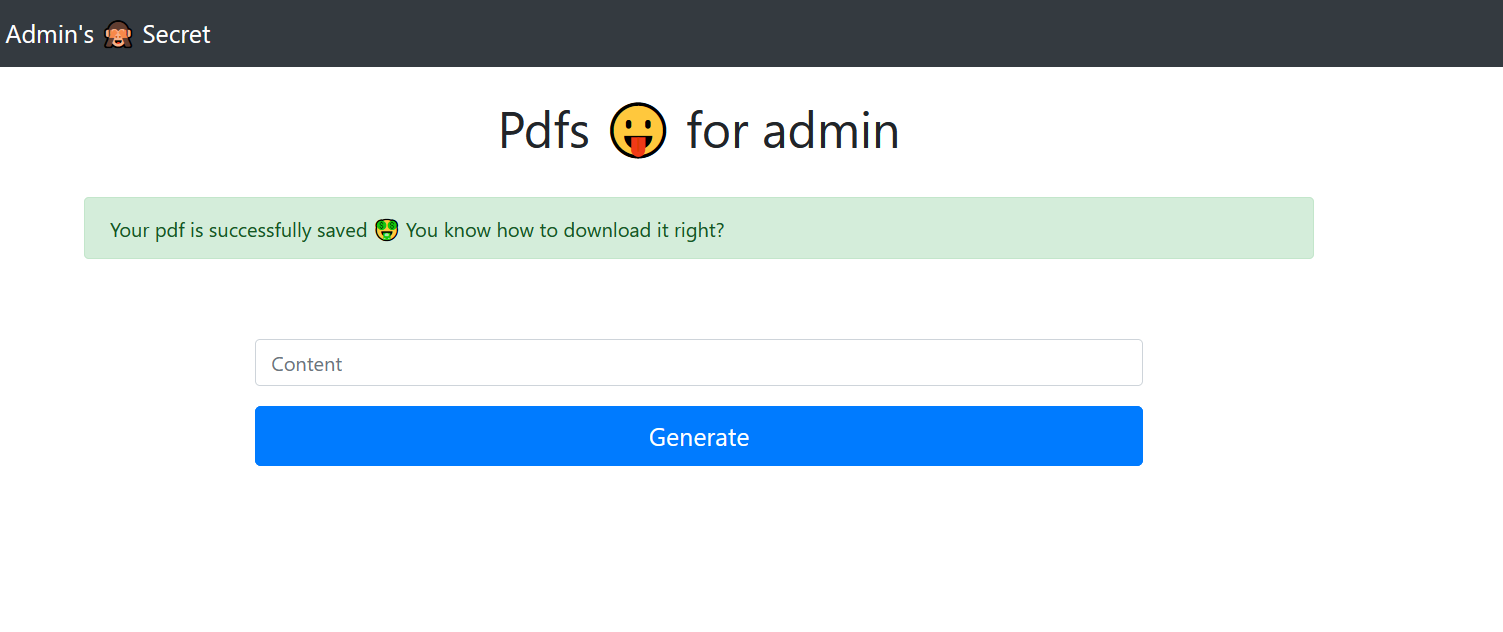 Admin's 🙈 Secret
Pdfs 😛 for admin
Your pdf is successfully saved 🤑 You know how to download it right?
Content
Generate